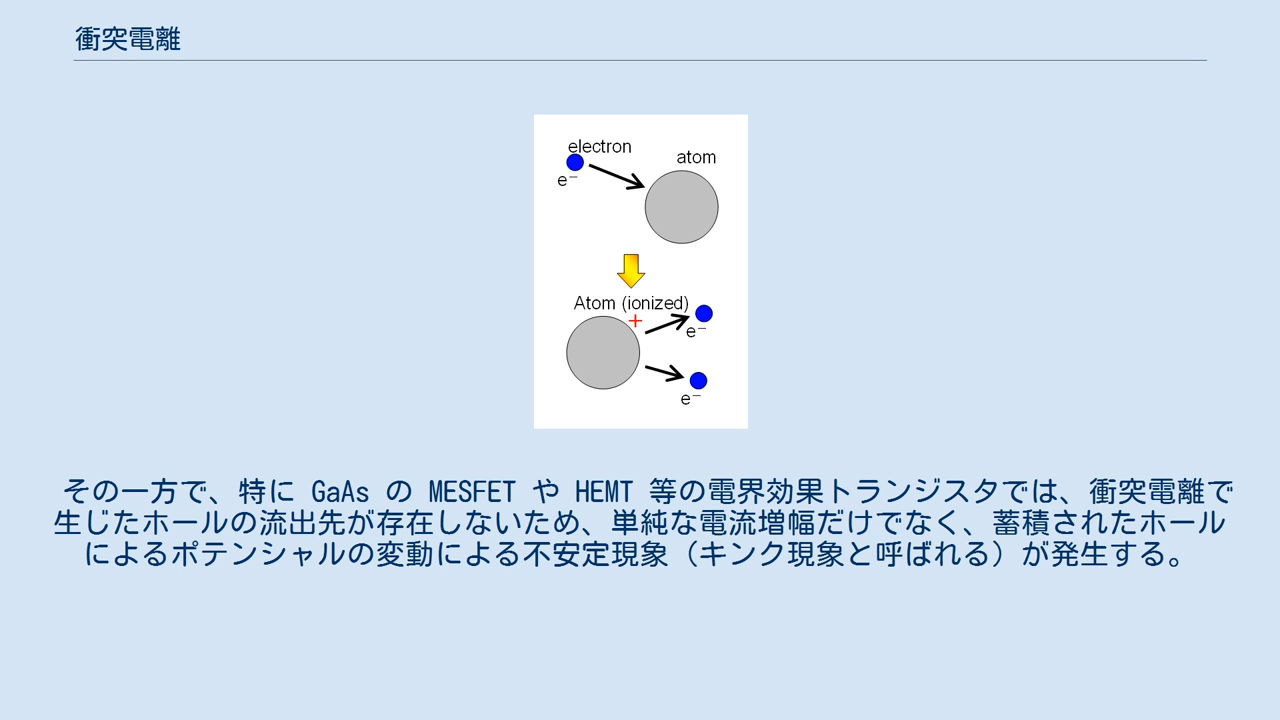 衝突電離
electron
atom
e−
Atom (ionized)
+
e−
e−
その一方で、特に GaAs の MESFET や HEMT 等の電界効果トランジスタでは、衝突電離で
生じたホールの流出先が存在しないため、単純な電流増幅だけでなく、蓄積されたホール
によるポテンシャルの変動による不安定現象（キンク現象と呼ばれる）が発生する。